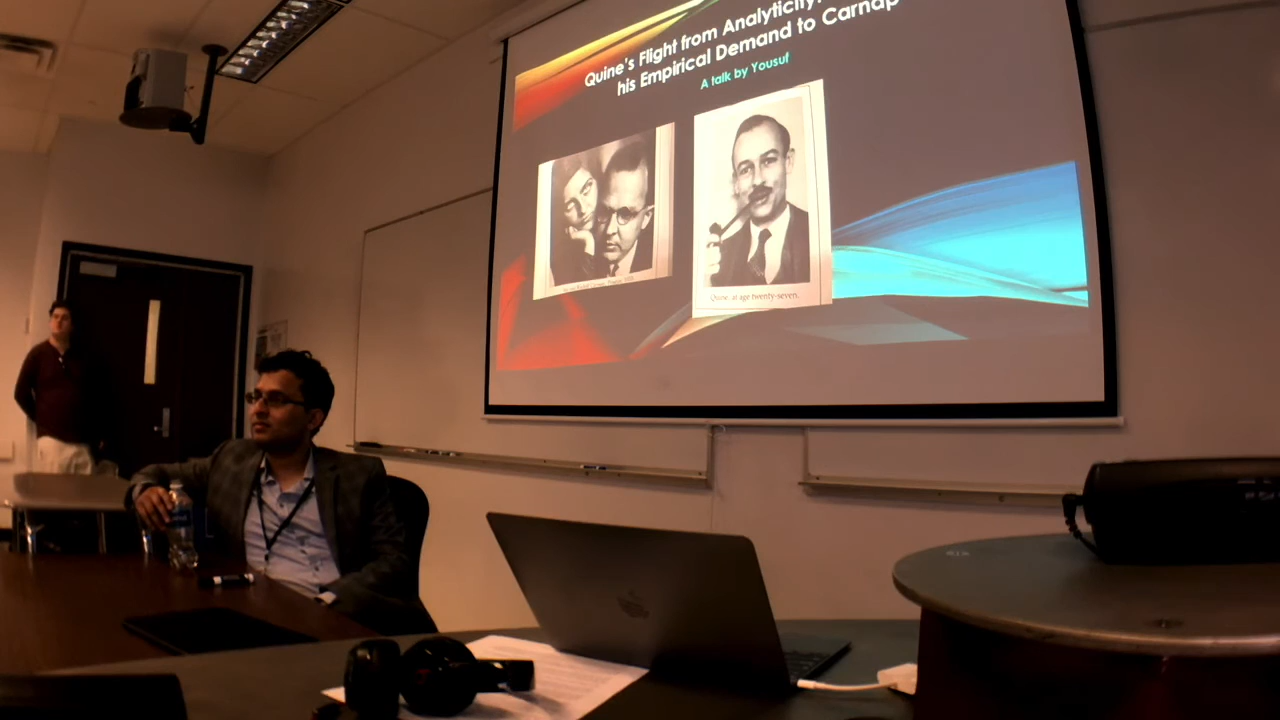 Quine's Flight from Analyticity:
his Empirical Demand to Carnap
A talk by Yousuf
Quine, at age twenty-seven.